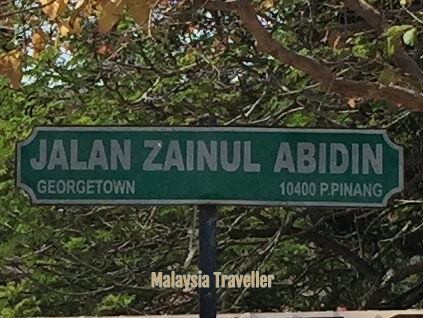 JALAN ZAINUL ABIDIN
GEORGETOWN 10400 P.PINANG
Malaysia Traveller